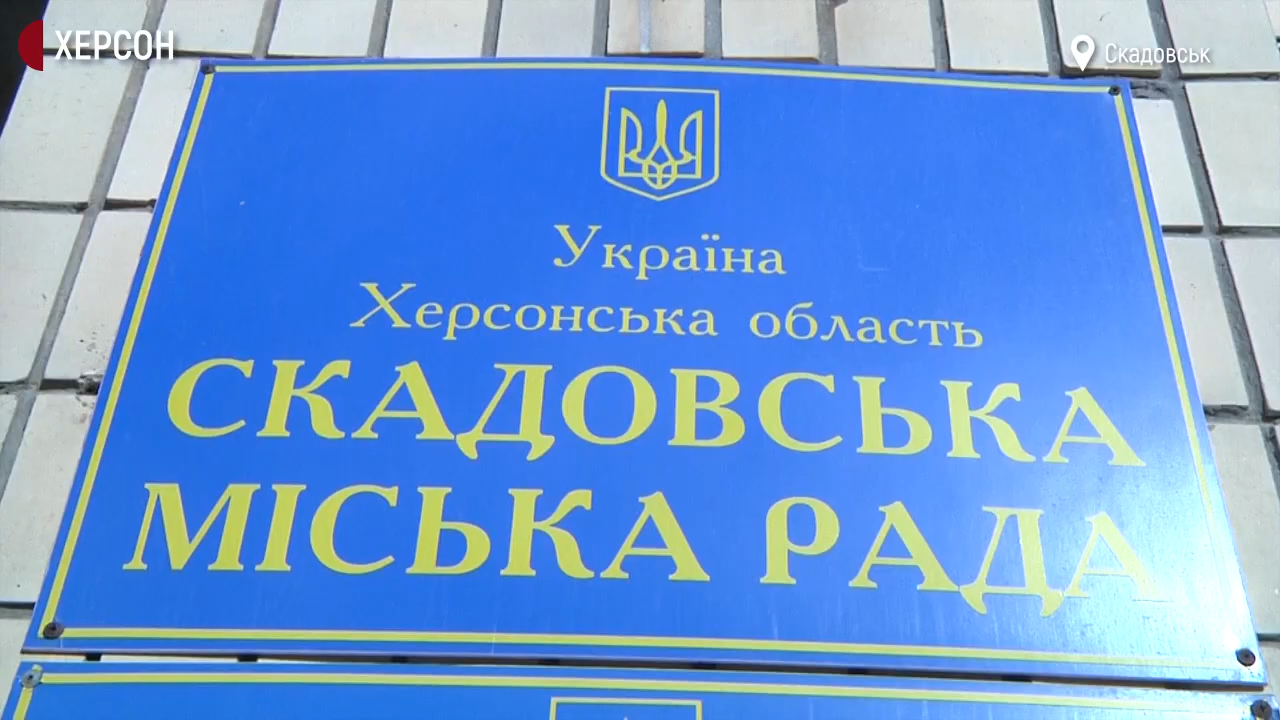 ХЕРСОН
Скадовськ
Україна
Херсонська область
СКАДОВСЬКА
МІСЬКА РАДА